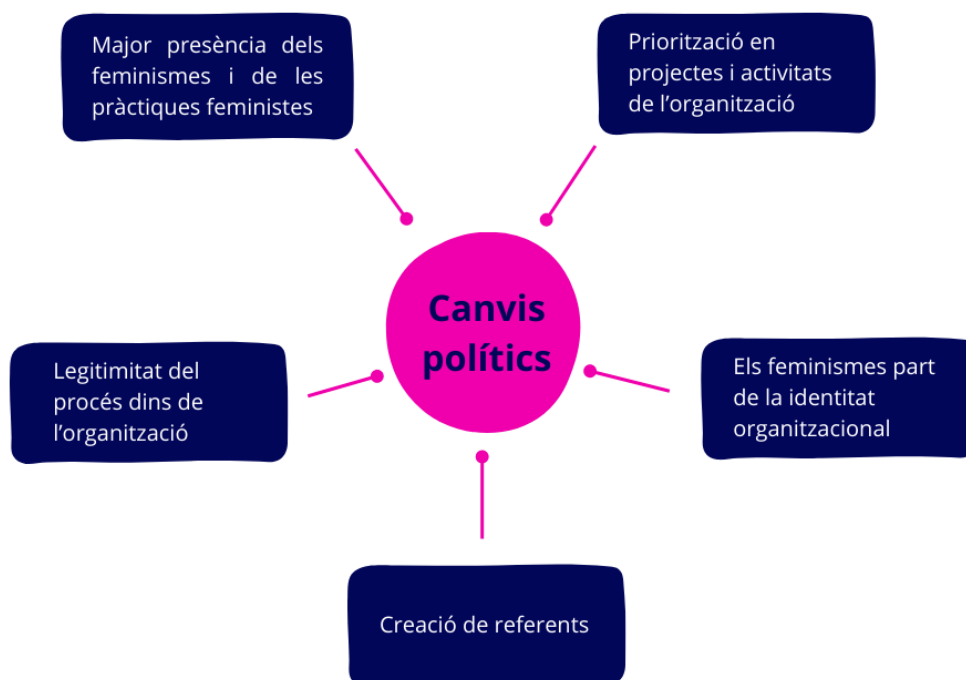 Major presència dels
feminismes i de les
pràctiques feministes
Priorització en
projectes i activitats
de l'organització
Canvis
polítics
Legitimitat del
procés dins de
l'organització
Els feminismes part
de la identitat
organitzacional
Creació de referents